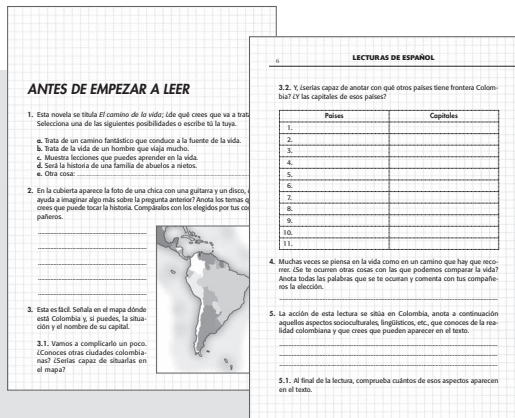 ANTES DE EMPEZAR A LEER
1. Esta novela se titula El camino de la vida; ¿de qué crees que va a trata
Selecciona una de las siguientes posibilidades o escribe tú la tuya.
a. Trata de un camino fantástico que conduce a la fuente de la vida.
b. Trata de la vida de un hombre que viaja mucho.
c. Muestra lecciones que puedes aprender en la vida.
d. Será la historia de una familia de abuelos a nietos.
e. Otra cosa:
2. En la cubierta aparece la foto de una chica con una guitarra y un disco,
ayuda a imaginar algo más sobre la pregunta anterior? Anota los temas q
crees que puede tocar la historia. Compáralos con los elegidos por tus co
pañeros.
3. Esta es fácil. Señala en el mapa dónde
está Colombia y, si puedes, la situa-
ción y el nombre de su capital.
3.1. Vamos a complicarlo un poco.
¿Conoces otras ciudades colombia-
nas? ¿Serías capaz de situarlas en
el mapa?
6
LECTURAS DE ESPAÑOL
3.2. Y, ¿serías capaz de anotar con qué otros países tiene frontera Colom-
bia? ¿Y las capitales de esos países?
Países Capitales
1.
2.
3.
4.
5.
6.
7.
8.
9.
10.
11.
4. Muchas veces se piensa en la vida como en un camino que hay que reco-
rrer. ¿Se te ocurren otras cosas con las que podemos comparar la vida?
Anota todas las palabras que se te ocurran y comenta con tus compañe-
ros la elección.
5. La acción de esta lectura se sitúa en Colombia, anota a continuación
aquellos aspectos socioculturales, lingüísticos, etc., que conoces de la rea-
lidad colombiana y que crees que pueden aparecer en el texto.
5.1. Al final de la lectura, comprueba cuántos de esos aspectos aparecen
en el texto.